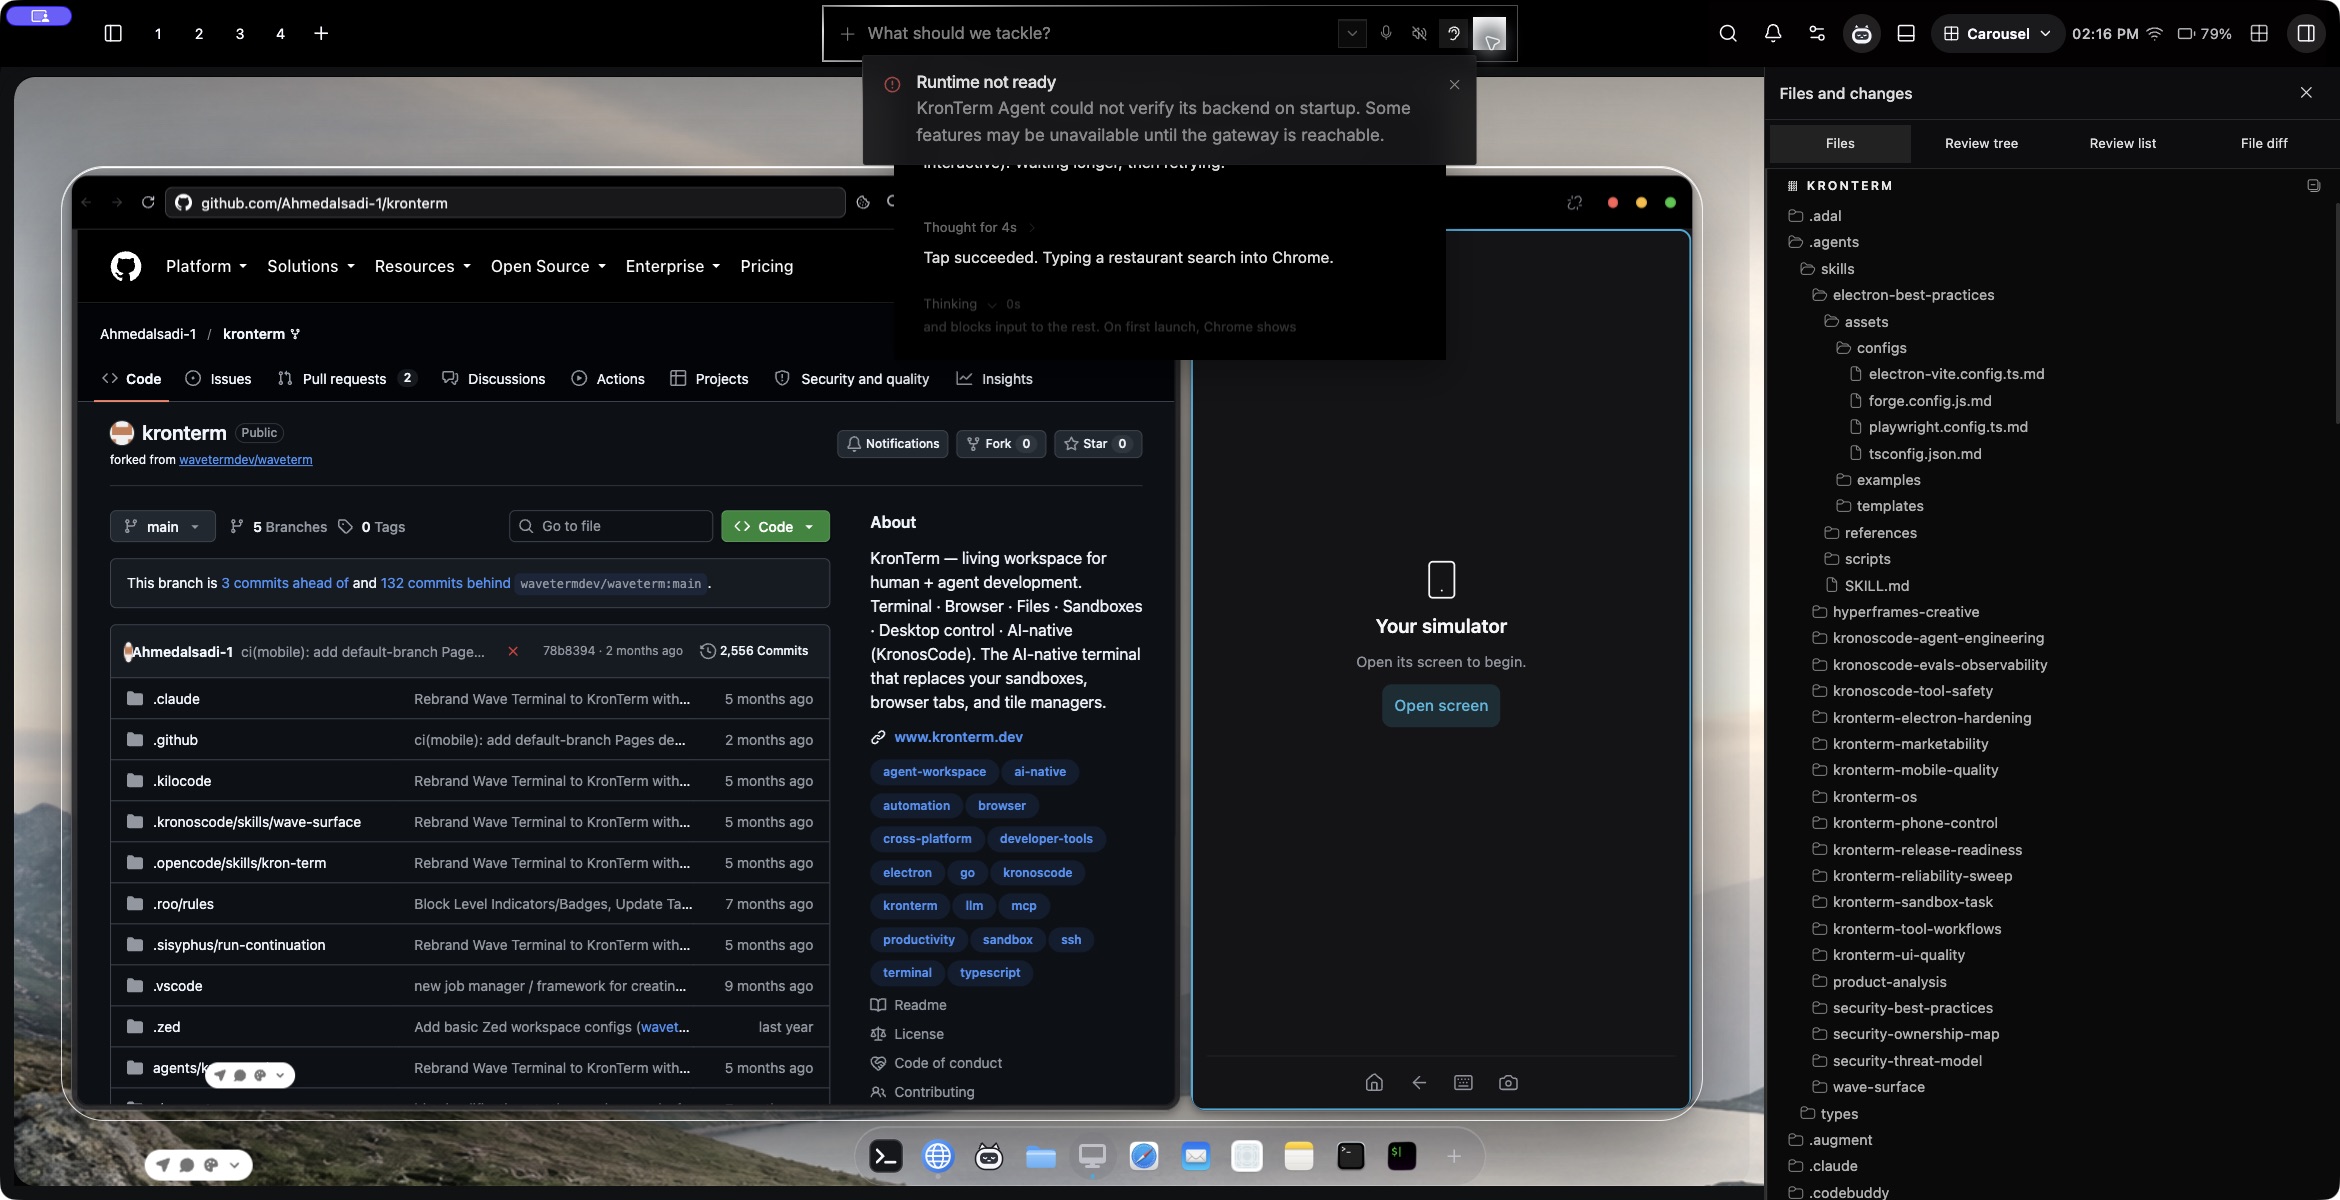 1
2
3
4
What should we tackle?
Carousel
02:16 PM
79%
Runtime not ready
KronTerm Agent could not verify its backend on startup. Some
features may be unavailable until the gateway is reachable.
interactive). Waiting longer, then retrying.
Thought for 4s
Tap succeeded. Typing a restaurant search into Chrome.
Thinking 0s
and blocks input to the rest. On first launch, Chrome shows
github.com/Ahmedalsadi-1/kronterm
Platform
Solutions
Resources
Open Source
Enterprise
Pricing
Ahmedalsadi-1 / kronterm
Code
Issues
Pull requests 2
Discussions
Actions
Projects
Security and quality
Insights
kronterm Public
forked from wavetermdev/waveterm
Notifications
Fork 0
Star 0
main
5 Branches
0 Tags
Go to file
Code
This branch is 3 commits ahead of and 132 commits behind wavetermdev/waveterm:main .
Ahmedalsadi-1 ci(mobile): add default-branch Page... 78b8394 · 2 months ago 2,556 Commits
.claude Rebrand Wave Terminal to KronTerm with... 5 months ago
.github ci(mobile): add default-branch Pages de... 2 months ago
.kilocode Rebrand Wave Terminal to KronTerm with... 5 months ago
.kronoscode/skills/wave-surface Rebrand Wave Terminal to KronTerm with... 5 months ago
.opencode/skills/kron-term Rebrand Wave Terminal to KronTerm with... 5 months ago
.roo/rules Block Level Indicators/Badges, Update Ta... 7 months ago
.sisyphus/run-continuation Rebrand Wave Terminal to KronTerm with... 5 months ago
.vscode new job manager / framework for creatin... 9 months ago
.zed Add basic Zed workspace configs (wavet... last year
agents/k Rebrand Wave Terminal to KronTerm with... 5 months ago
About
KronTerm — living workspace for
human + agent development.
Terminal · Browser · Files · Sandboxes
· Desktop control · AI-native
(KronosCode). The AI-native terminal
that replaces your sandboxes,
browser tabs, and tile managers.
www.kronterm.dev
agent-workspace ai-native
automation browser
cross-platform developer-tools
electron go kronoscode
kronterm llm mcp
productivity sandbox ssh
terminal typescript
Readme
License
Code of conduct
Contributing
Your simulator
Open its screen to begin.
Open screen
Files and changes
Files
Review tree
Review list
File diff
KRONTERM
.adal
.agents
skills
electron-best-practices
assets
configs
electron-vite.config.ts.md
forge.config.js.md
playwright.config.ts.md
tsconfig.json.md
examples
templates
references
scripts
SKILL.md
hyperframes-creative
kronoscode-agent-engineering
kronoscode-evals-observability
kronoscode-tool-safety
kronterm-electron-hardening
kronterm-marketability
kronterm-mobile-quality
kronterm-os
kronterm-phone-control
kronterm-release-readiness
kronterm-reliability-sweep
kronterm-sandbox-task
kronterm-tool-workflows
kronterm-ui-quality
product-analysis
security-best-practices
security-ownership-map
security-threat-model
wave-surface
types
.augment
.claude
.codebuddy